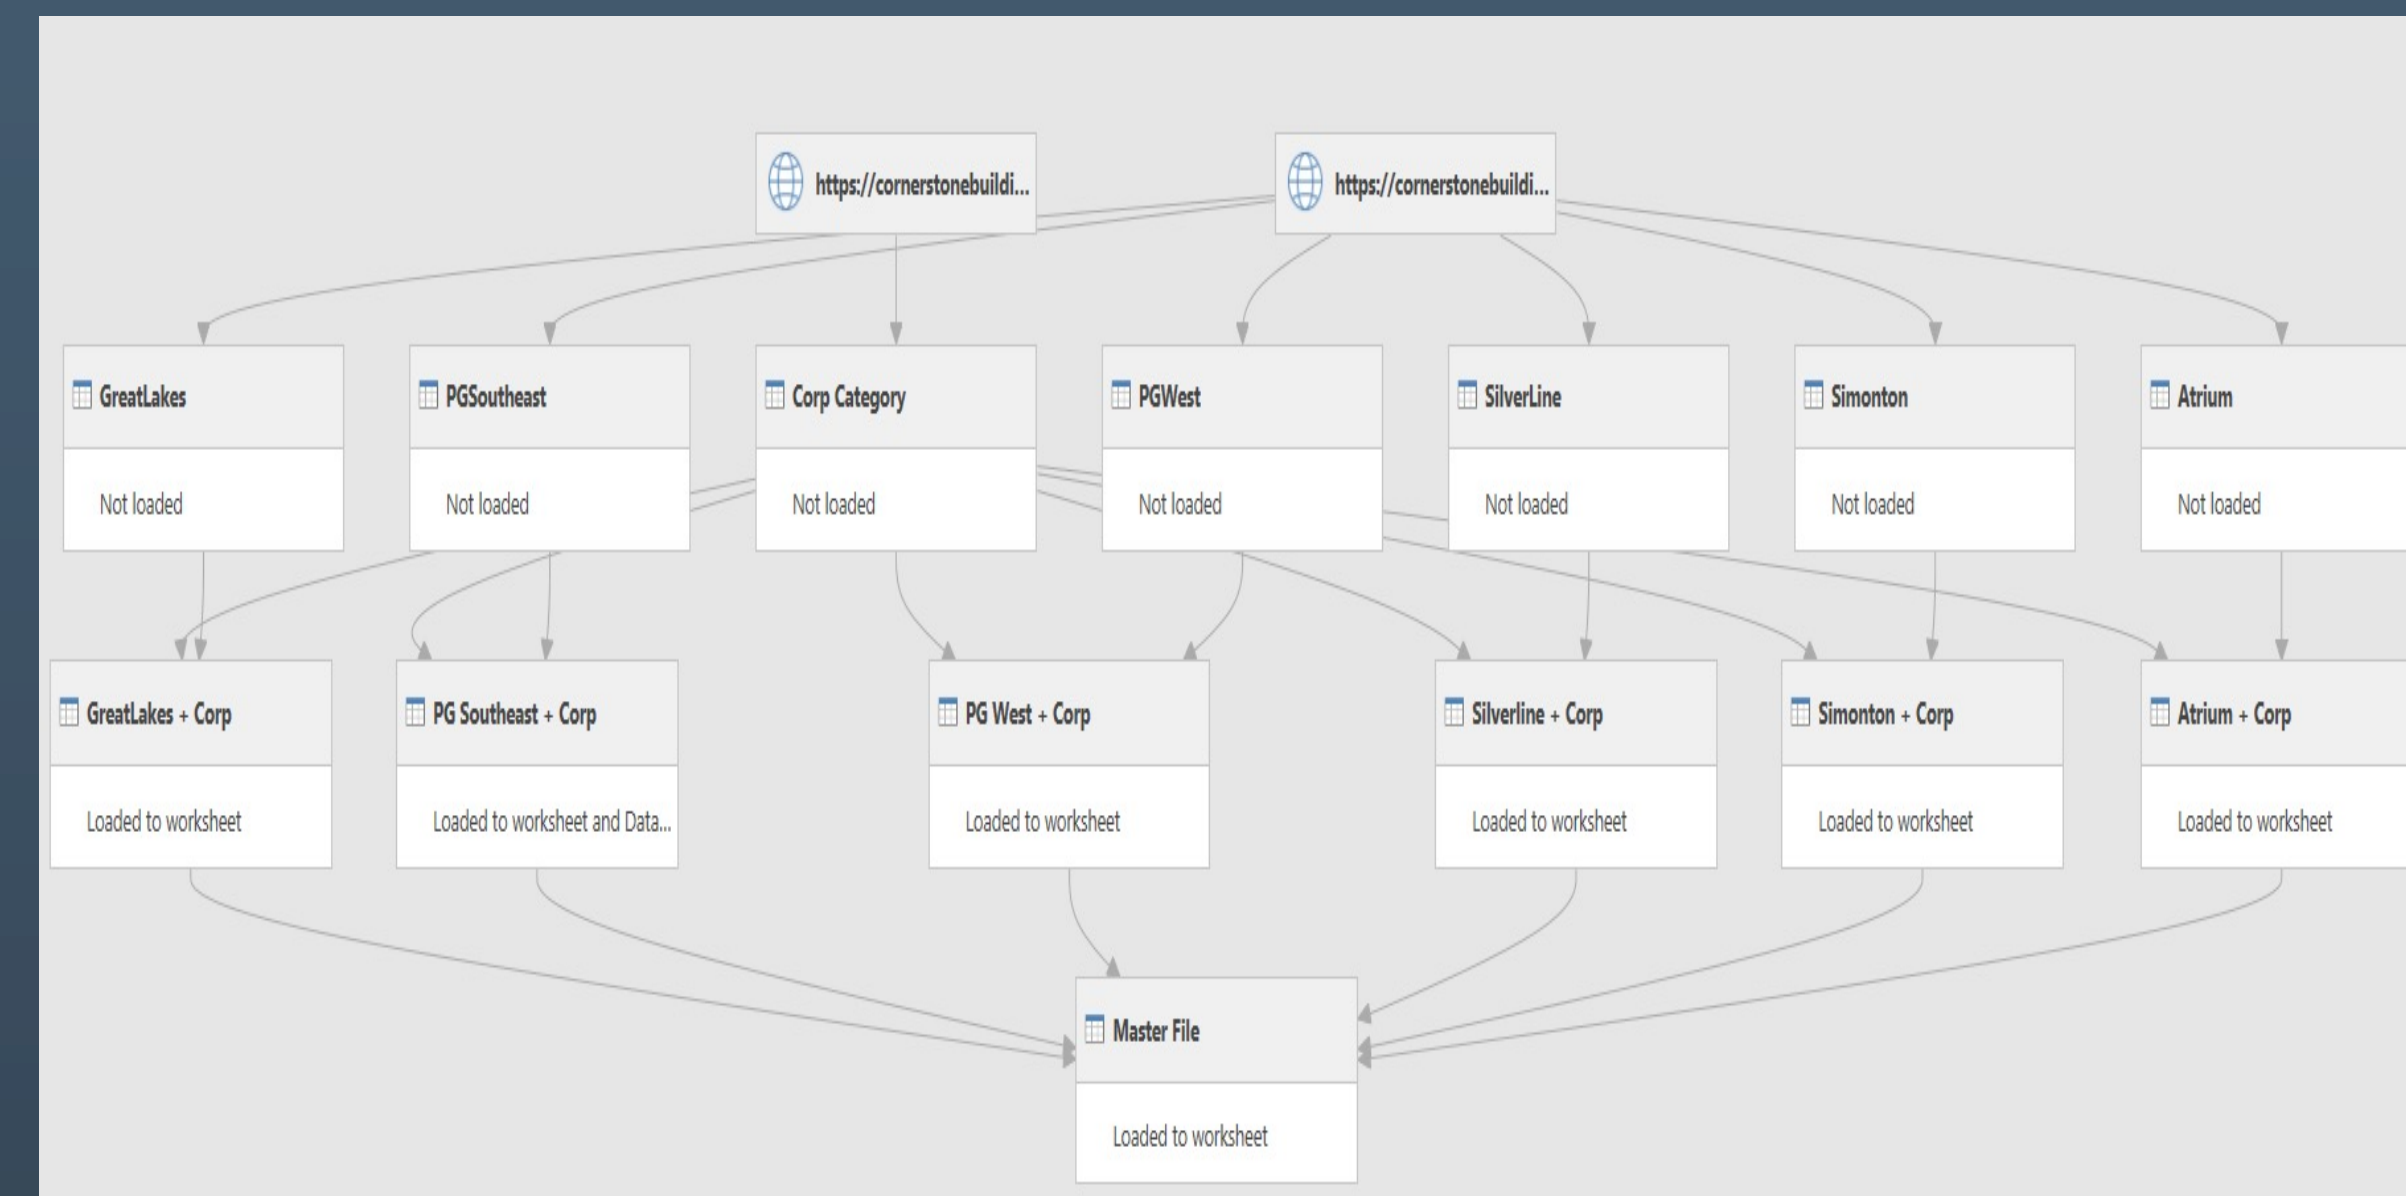 https://cornerstonebuildi...
https://cornerstonebuildi...
GreatLakes
PGSoutheast
Corp Category
PGWest
SilverLine
Simonton
Atrium
Not loaded
Not loaded
Not loaded
Not loaded
Not loaded
Not loaded
Not loaded
GreatLakes + Corp
PG Southeast + Corp
PG West + Corp
Silverline + Corp
Simonton + Corp
Atrium + Corp
Loaded to worksheet
Loaded to worksheet and Data...
Loaded to worksheet
Loaded to worksheet
Loaded to worksheet
Loaded to worksheet
Master File
Loaded to worksheet